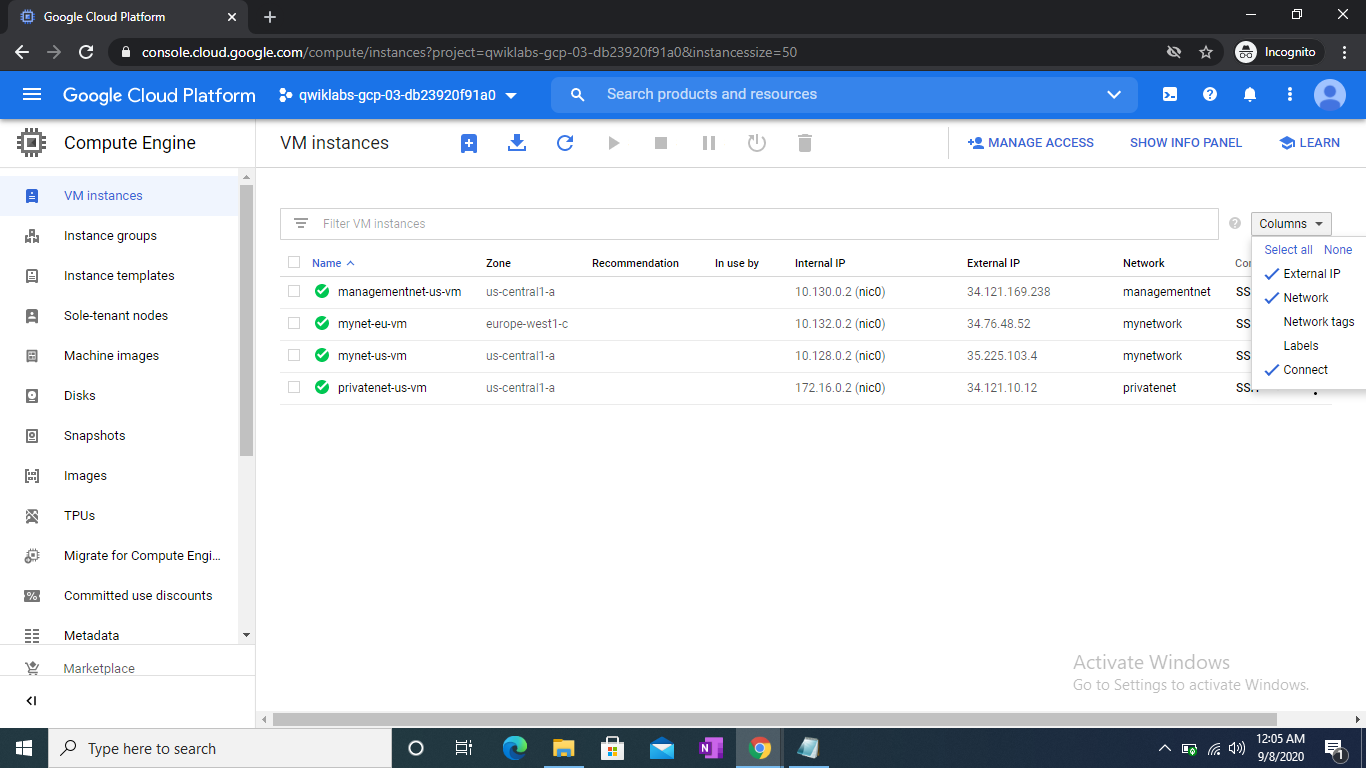 Google Cloud Platform
console.cloud.google.com/compute/instances?project=qwiklabs-gcp-03-db23920f91a0&instancessize=50
Incognito
Google Cloud Platform
qwiklabs-gcp-03-db23920f91a0
Search products and resources
Compute Engine
VM instances
MANAGE ACCESS
SHOW INFO PANEL
LEARN
VM instances
Instance groups
Instance templates
Sole-tenant nodes
Machine images
Disks
Snapshots
Images
TPUs
Migrate for Compute Engi...
Committed use discounts
Metadata
Marketplace
Filter VM instances
Columns
Select all None
External IP
Network
Network tags
Labels
Connect
Name Zone Recommendation In use by Internal IP External IP Network
managementnet-us-vm us-central1-a 10.130.0.2 (nic0) 34.121.169.238 managementnet
mynet-eu-vm europe-west1-c 10.132.0.2 (nic0) 34.76.48.52 mynetwork
mynet-us-vm us-central1-a 10.128.0.2 (nic0) 35.225.103.4 mynetwork
privatenet-us-vm us-central1-a 172.16.0.2 (nic0) 34.121.10.12 privatenet
Activate Windows
Go to Settings to activate Windows.
Type here to search
12:05 AM
9/8/2020
1